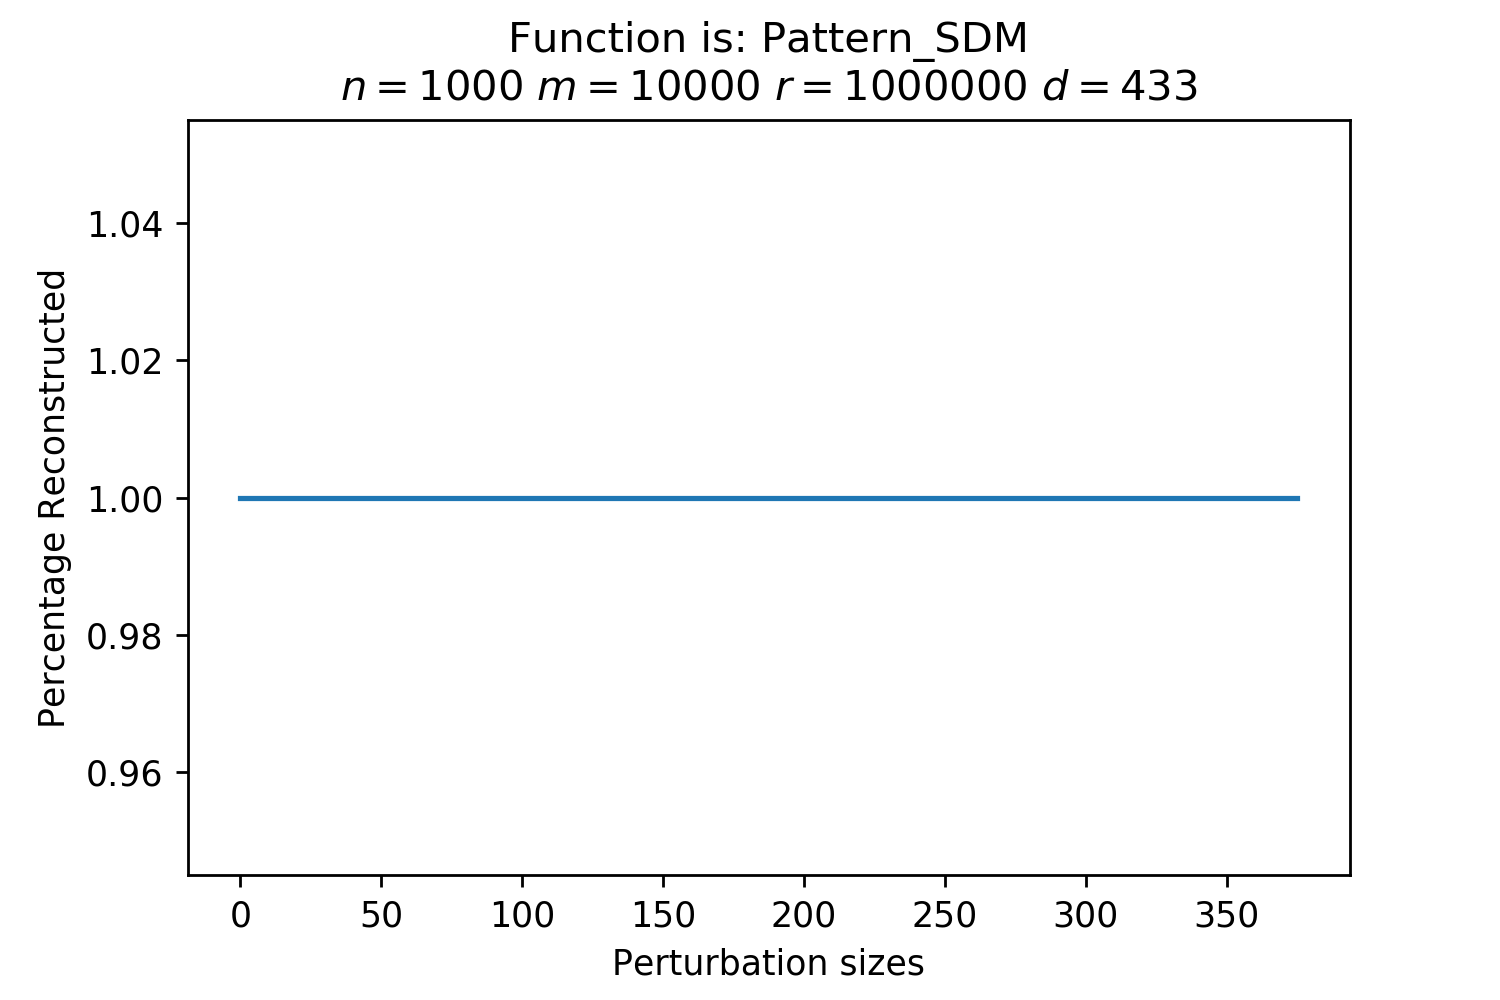 Function is: Pattern_SDM
n = 1000 m = 10000 r = 1000000 d = 433
Percentage Reconstructed
1.04
1.02
1.00
0.98
0.96
0 50 100 150 200 250 300 350
Perturbation sizes